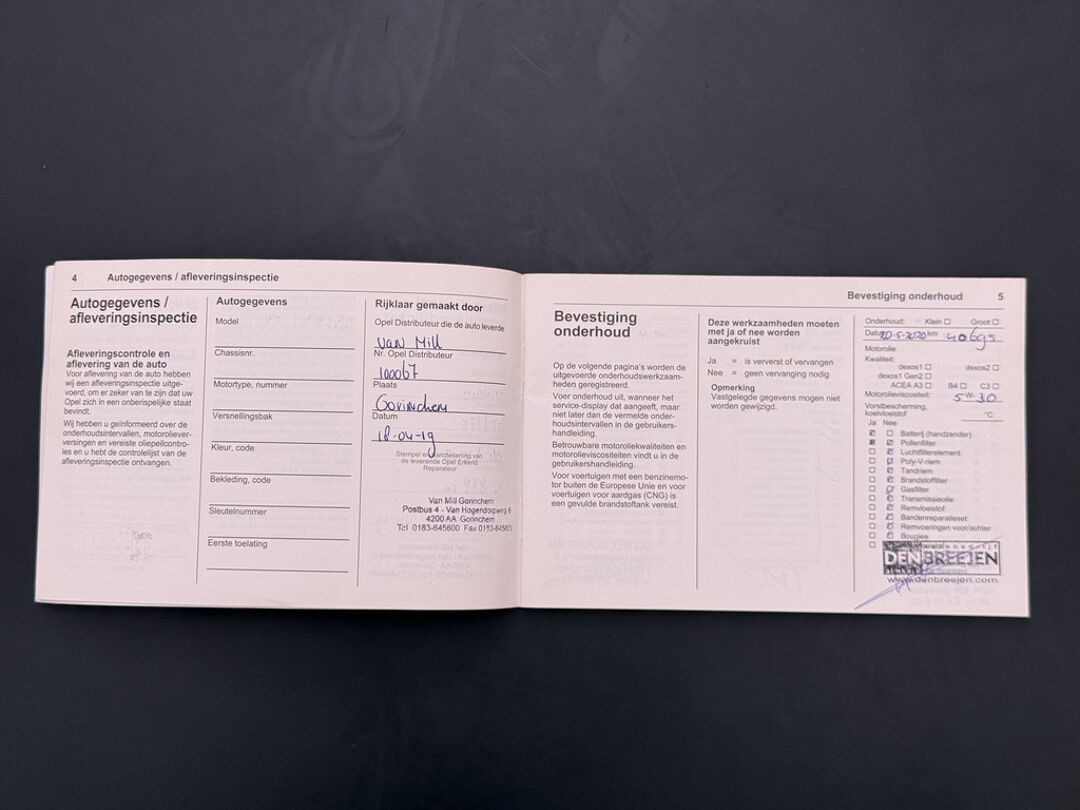 4 Autogegevens / afleveringsinspectie
Autogegevens /
afleveringsinspectie
Afleveringscontrole en
aflevering van de auto
Voor aflevering van de auto hebben
wij een afleveringsinspectie uitge-
voerd, om er zeker van te zijn dat uw
Opel zich in een onberispelijke staat
bevindt.
Wij hebben u geïnformeerd over de
onderhoudsintervallen, motoroliever-
versingen en vereiste oliepeilcontro-
les en u hebt de controlelijst van de
afleveringsinspectie ontvangen.
Autogegevens
Model
Chassisnr.
Motortype, nummer
Versnellingsbak
Kleur, code
Bekleding, code
Sleutelnummer
Eerste toelating
Rijklaar gemaakt door
Opel Distributeur die de auto leverde
Van Mill
Nr. Opel Distributeur
100067
Plaats
Gorinchem
Datum
18-04-19
Stempel en handtekening van
de leverende Opel Erkend
Reparateur
Van Mill Gorinchem
Postbus 4 - Van Hogendorpweg 6
4200 AA Gorinchem
Tel 0183-645800 Fax
Bevestiging onderhoud 5
Bevestiging
onderhoud
Op de volgende pagina's worden de
uitgevoerde onderhoudswerkzaam-
heden geregistreerd.
Voer onderhoud uit, wanneer het
service-display dat aangeeft, maar
niet later dan de vermelde onder-
houdsintervallen in de gebruikers-
handleiding.
Betrouwbare motoroliekwaliteiten en
motorolieviscositeiten vindt u in de
gebruikershandleiding.
Voor voertuigen met een benzinemo-
tor buiten de Europese Unie en voor
voertuigen voor aardgas (CNG) is
een gevulde brandstoftank vereist.
Deze werkzaamheden moeten
met ja of nee worden
aangekruist
Ja = is ververst of vervangen
Nee = geen vervanging nodig
Opmerking
Vastgelegde gegevens mogen niet
worden gewijzigd.
Onderhoud: Klein Groot
Datum 20-5-2020 km
Motorolie
Kwaliteit:
dexos1 dexos2
dexos1 Gen2
ACEA A3 B4 C3
Motorolieviscositeit: 5 W- 30
Vorstbescherming,
koelvloeistof °C
Ja Nee
Batterij (handzender)
Pollenfilter
Luchtfilterelement
Poly-V-riem
Tandriem
Brandstoffilter
Gasfilter
Transmissieolie
Remvloeistof
Bandenreparatieset
Remvoeringen voor/achter
Bougies
DEN BREEJEN
www.denbreejen.com